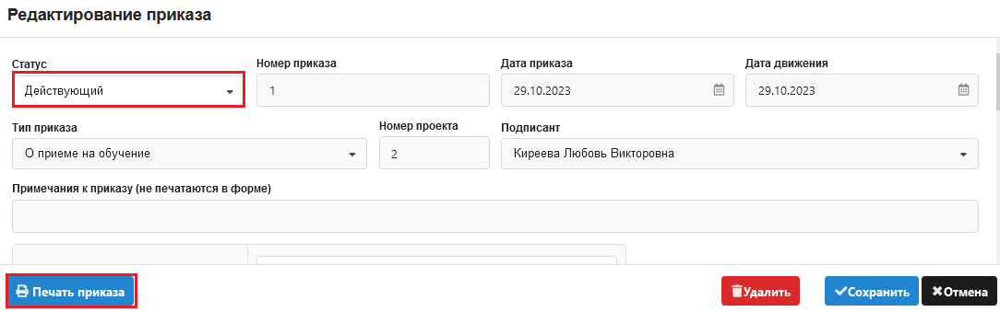 Редактирование приказа
Статус Номер приказа Дата приказа Дата движения
Действующий 1 29.10.2023 29.10.2023
Тип приказа Номер проекта Подписант
О приеме на обучение 2 Киреева Любовь Викторовна
Примечания к приказу (не печатаются в форме)
Печать приказа Удалить Сохранить Отмена